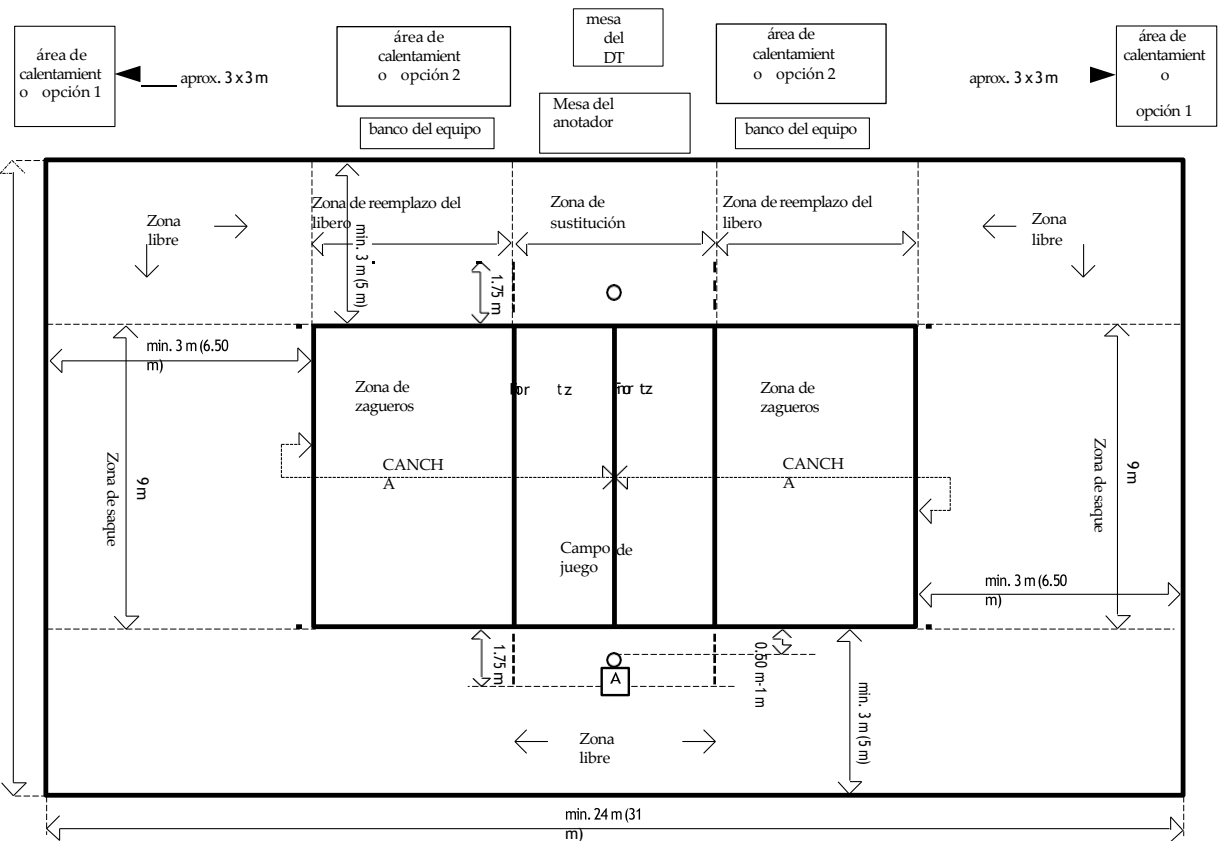 mesa
del
DT
área de
calentamient
o opción 1
aprox. 3 x 3 m
área de
calentamient
o opción 2
área de
calentamient
o opción 2
aprox. 3 x 3 m
área de
calentamient
o
opción 1
banco del equipo
Mesa del
anotador
banco del equipo
Zona
libre
Zona de reemplazo del
libero
Zona de
sustitución
Zona de reemplazo del
libero
Zona
libre
min. 3 m (5 m)
1.75 m
min. 3 m (6.50
m)
Zona de
zagueros
Zona de
zagueros
Zona de saque
9 m
CANCH
A
CANCH
A
Zona de saque
9 m
Campo de
juego
min. 3 m (6.50
m)
1.75 m
A
0.50 m-1 m
min. 3 m (5 m)
Zona
libre
min. 24 m (31
m)